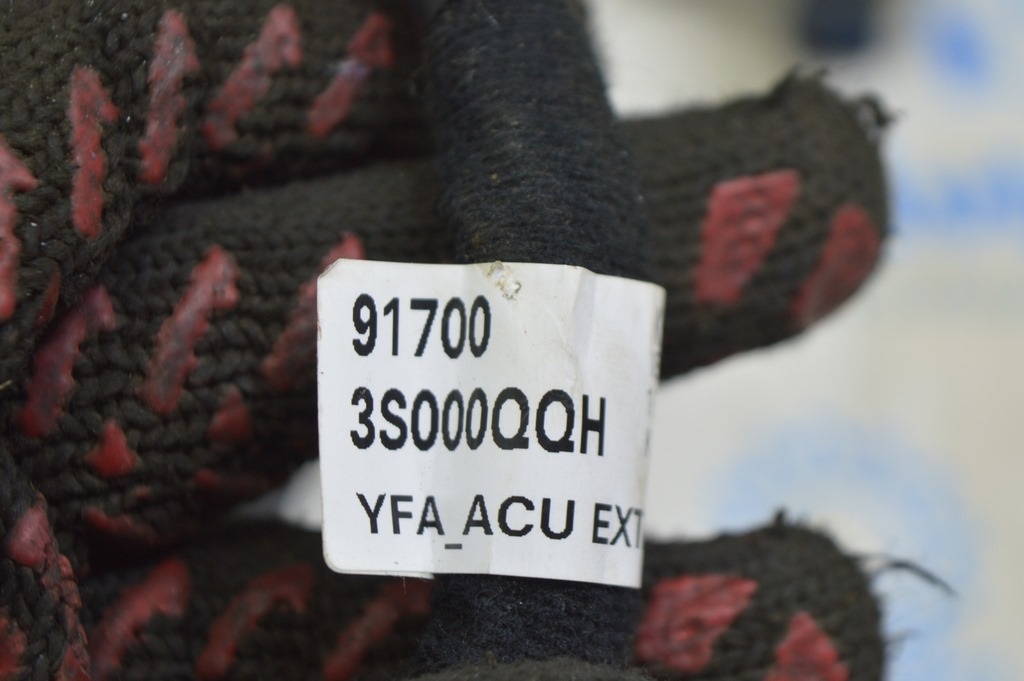 91700
3S000QQH
YFA_ACU EXT